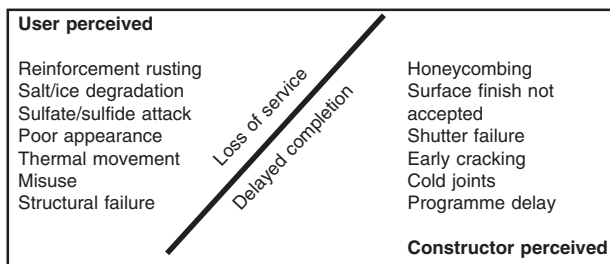 User perceived
Reinforcement rusting
Salt/ice degradation
Sulfate/sulfide attack
Poor appearance
Thermal movement
Misuse
Structural failure
Loss of service
Delayed completion
Honeycombing
Surface finish not
accepted
Shutter failure
Early cracking
Cold joints
Programme delay
Constructor perceived